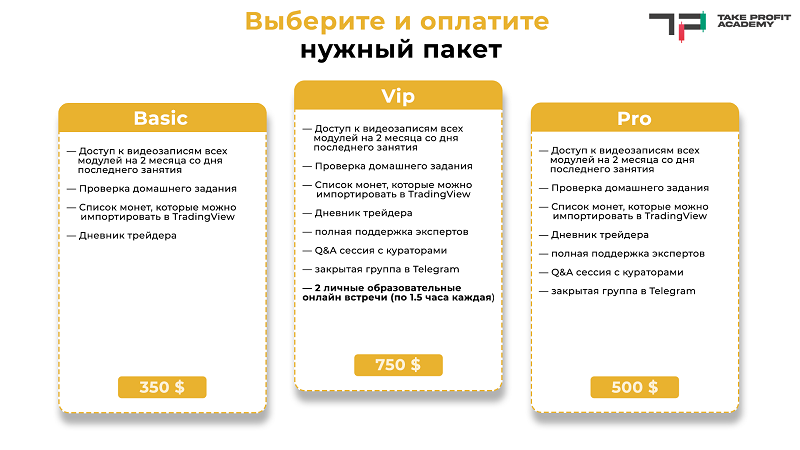 Выберите и оплатите
нужный пакет
TAKE PROFIT
ACADEMY
Basic
— Доступ к видеозаписям всех
модулей на 2 месяца со дня
последнего занятия
— Проверка домашнего задания
— Список монет, которые можно
импортировать в TradingView
— Дневник трейдера
350 $
Vip
— Доступ к видеозаписям всех
модулей на 2 месяца со дня
последнего занятия
— Проверка домашнего задания
— Список монет, которые можно
импортировать в TradingView
— Дневник трейдера
— полная поддержка экспертов
— Q&A сессия с кураторами
— закрытая группа в Telegram
— 2 личные образовательные
онлайн встречи (по 1.5 часа каждая)
750 $
Pro
— Доступ к видеозаписям всех
модулей на 2 месяца со дня
последнего занятия
— Проверка домашнего задания
— Список монет, которые можно
импортировать в TradingView
— Дневник трейдера
— полная поддержка экспертов
— Q&A сессия с кураторами
— закрытая группа в Telegram
500 $